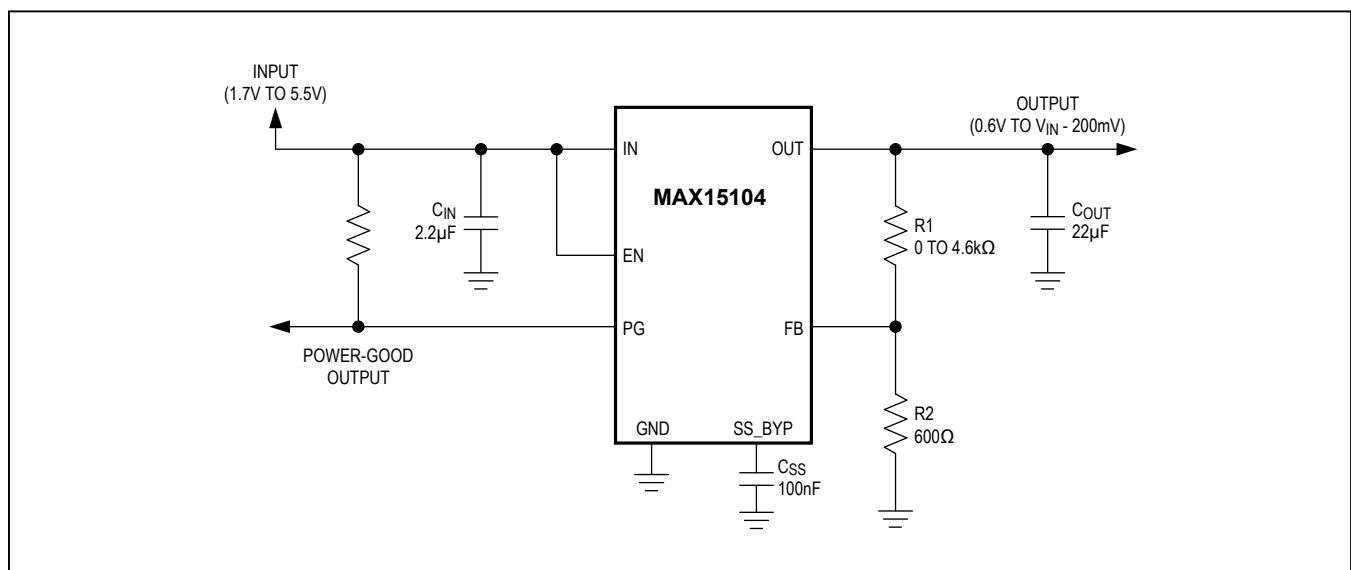 INPUT
(1.7V TO 5.5V)
OUTPUT
(0.6V TO VIN - 200mV)
IN
OUT
MAX15104
CIN
2.2µF
R1
0 TO 4.6kΩ
COUT
22µF
EN
PG
FB
POWER-GOOD
OUTPUT
R2
600Ω
GND
SS_BYP
CSS
100nF